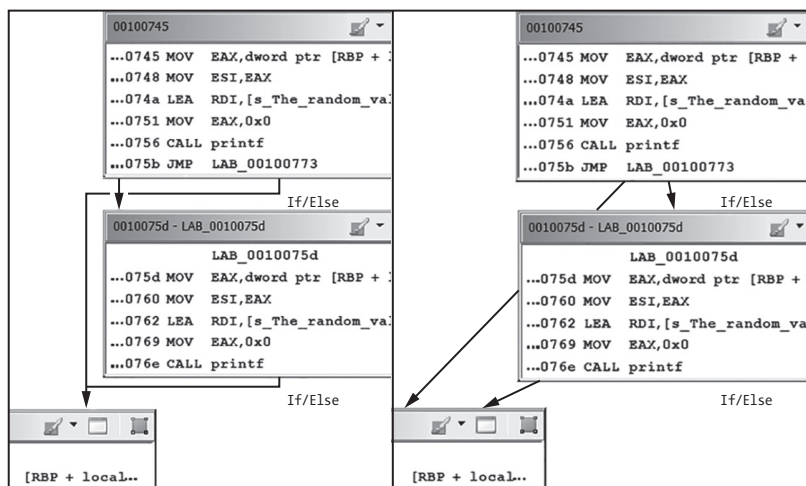 00100745
...0745 MOV EAX,dword ptr [RBP +
...0748 MOV ESI,EAX
...074a LEA RDI,[s_The_random_va
...0751 MOV EAX,0x0
...0756 CALL printf
...075b JMP LAB_00100773
If/Else
0010075d - LAB_0010075d
LAB_0010075d
...075d MOV EAX,dword ptr [RBP +
...0760 MOV ESI,EAX
...0762 LEA RDI,[s_The_random_va
...0769 MOV EAX,0x0
...076e CALL printf
If/Else
[RBP + local...
00100745
...0745 MOV EAX,dword ptr [RBP +
...0748 MOV ESI,EAX
...074a LEA RDI,[s_The_random_va
...0751 MOV EAX,0x0
...0756 CALL printf
...075b JMP LAB_00100773
If/Else
0010075d - LAB_0010075d
LAB_0010075d
...075d MOV EAX,dword ptr [RBP +
...0760 MOV ESI,EAX
...0762 LEA RDI,[s_The_random_va
...0769 MOV EAX,0x0
...076e CALL printf
If/Else
[RBP + local...